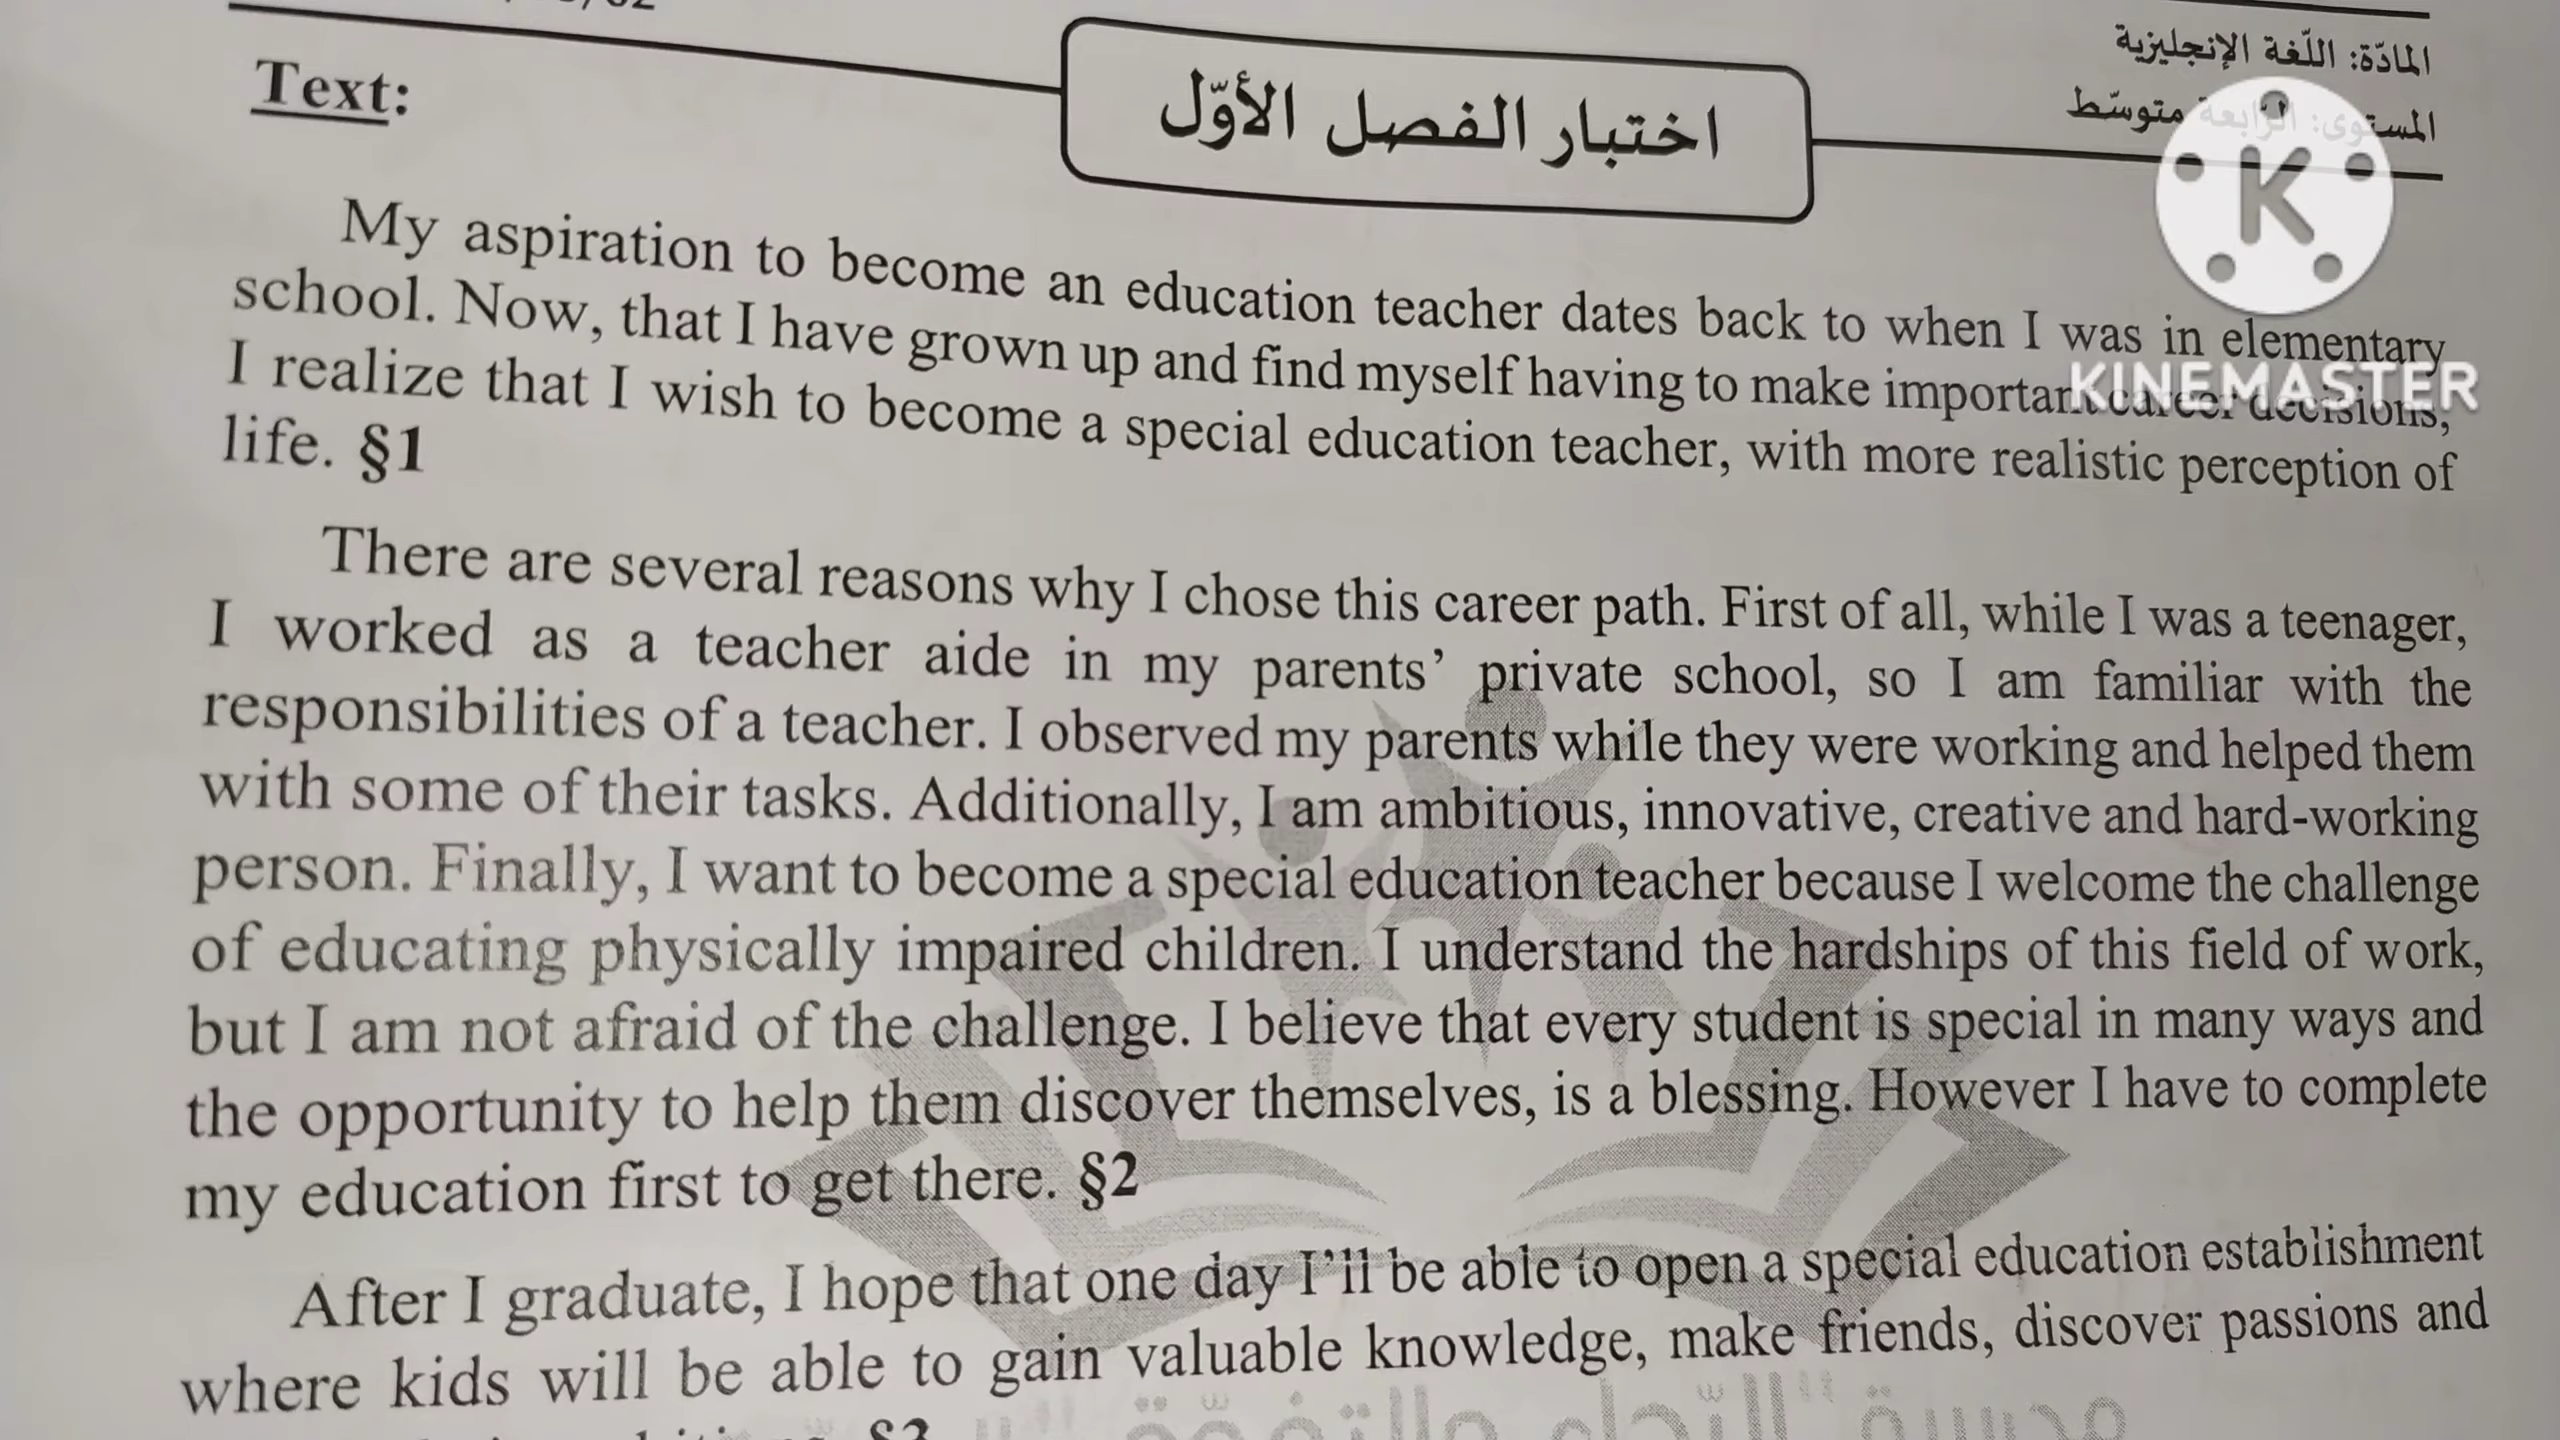 المادّة: اللّغة الإنجليزية
المستوى: الرّابعة متوسّط
اختبار الفصل الأوّل
Text:
My aspiration to become an education teacher dates back to when I was in elementary
school. Now, that I have grown up and find myself having to make important career decisions,
I realize that I wish to become a special education teacher, with more realistic perception of
life. §1
There are several reasons why I chose this career path. First of all, while I was a teenager,
I worked as a teacher aide in my parents’ private school, so I am familiar with the
responsibilities of a teacher. I observed my parents while they were working and helped them
with some of their tasks. Additionally, I am ambitious, innovative, creative and hard-working
person. Finally, I want to become a special education teacher because I welcome the challenge
of educating physically impaired children. I understand the hardships of this field of work,
but I am not afraid of the challenge. I believe that every student is special in many ways and
the opportunity to help them discover themselves, is a blessing. However I have to complete
my education first to get there. §2
After I graduate, I hope that one day I’ll be able to open a special education establishment
where kids will be able to gain valuable knowledge, make friends, discover passions and
§3
K
KINEMASTER